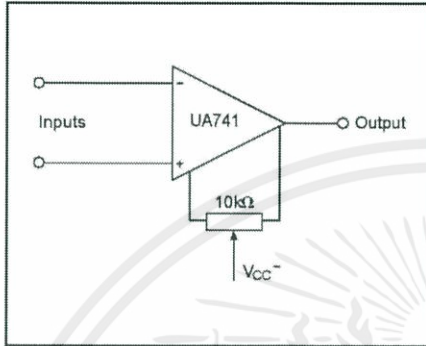 -
UA741
Inputs
Output
+
10kΩ
VCC-